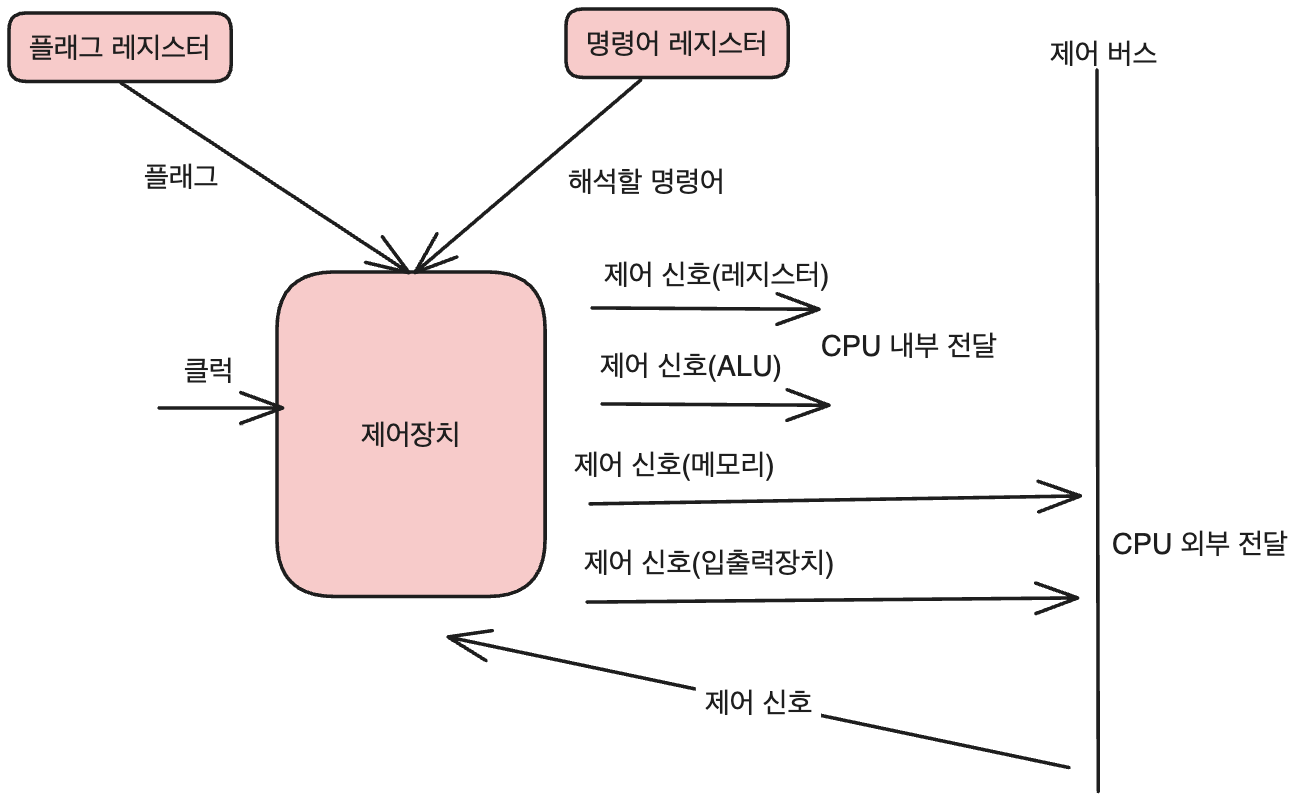 플래그 레지스터
명령어 레지스터
제어 버스
플래그
해석할 명령어
제어 신호(레지스터)
CPU 내부 전달
클럭
제어 신호(ALU)
제어장치
제어 신호(메모리)
CPU 외부 전달
제어 신호(입출력장치)
제어 신호